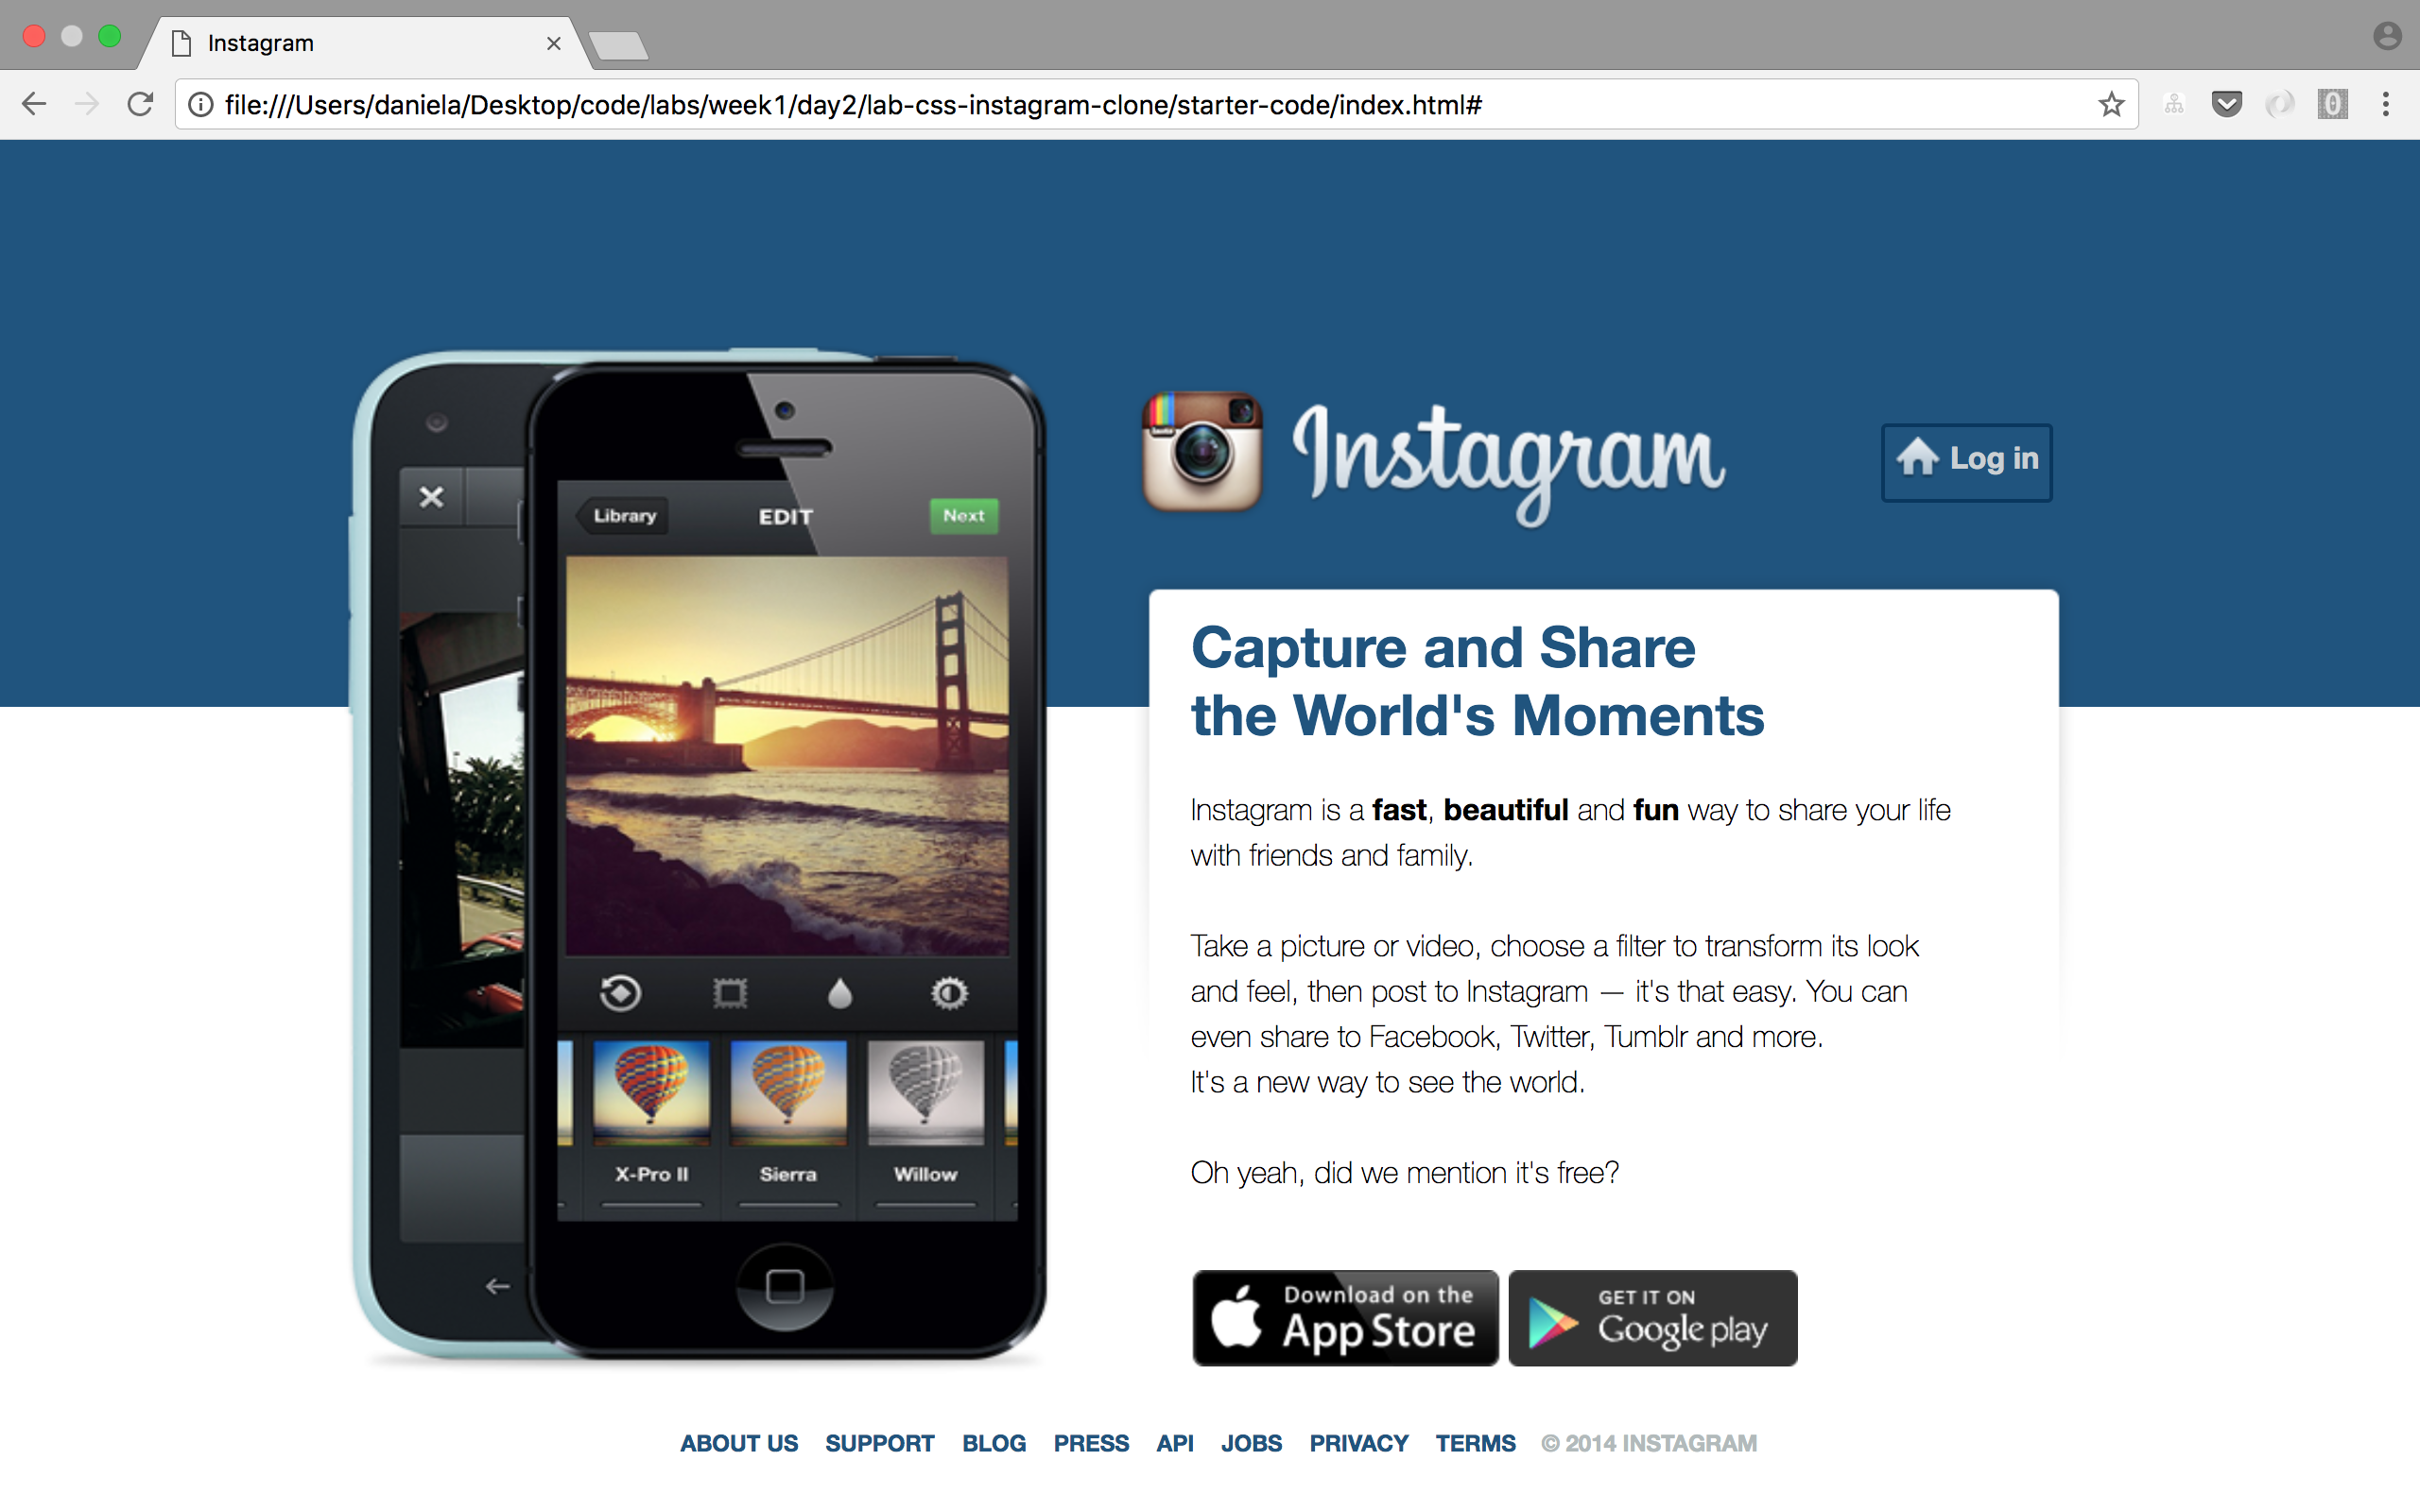 Instagram
file:///Users/daniela/Desktop/code/labs/week1/day2/lab-css-instagram-clone/starter-code/index.html#
Library
EDIT
Next
X-Pro II
Sierra
Willow
Instagram
Log in
Capture and Share
the World's Moments
Instagram is a fast, beautiful and fun way to share your life
with friends and family.
Take a picture or video, choose a filter to transform its look
and feel, then post to Instagram — it's that easy. You can
even share to Facebook, Twitter, Tumblr and more.
It's a new way to see the world.
Oh yeah, did we mention it's free?
Download on the
App Store
GET IT ON
Google play
ABOUT US SUPPORT BLOG PRESS API JOBS PRIVACY TERMS © 2014 INSTAGRAM